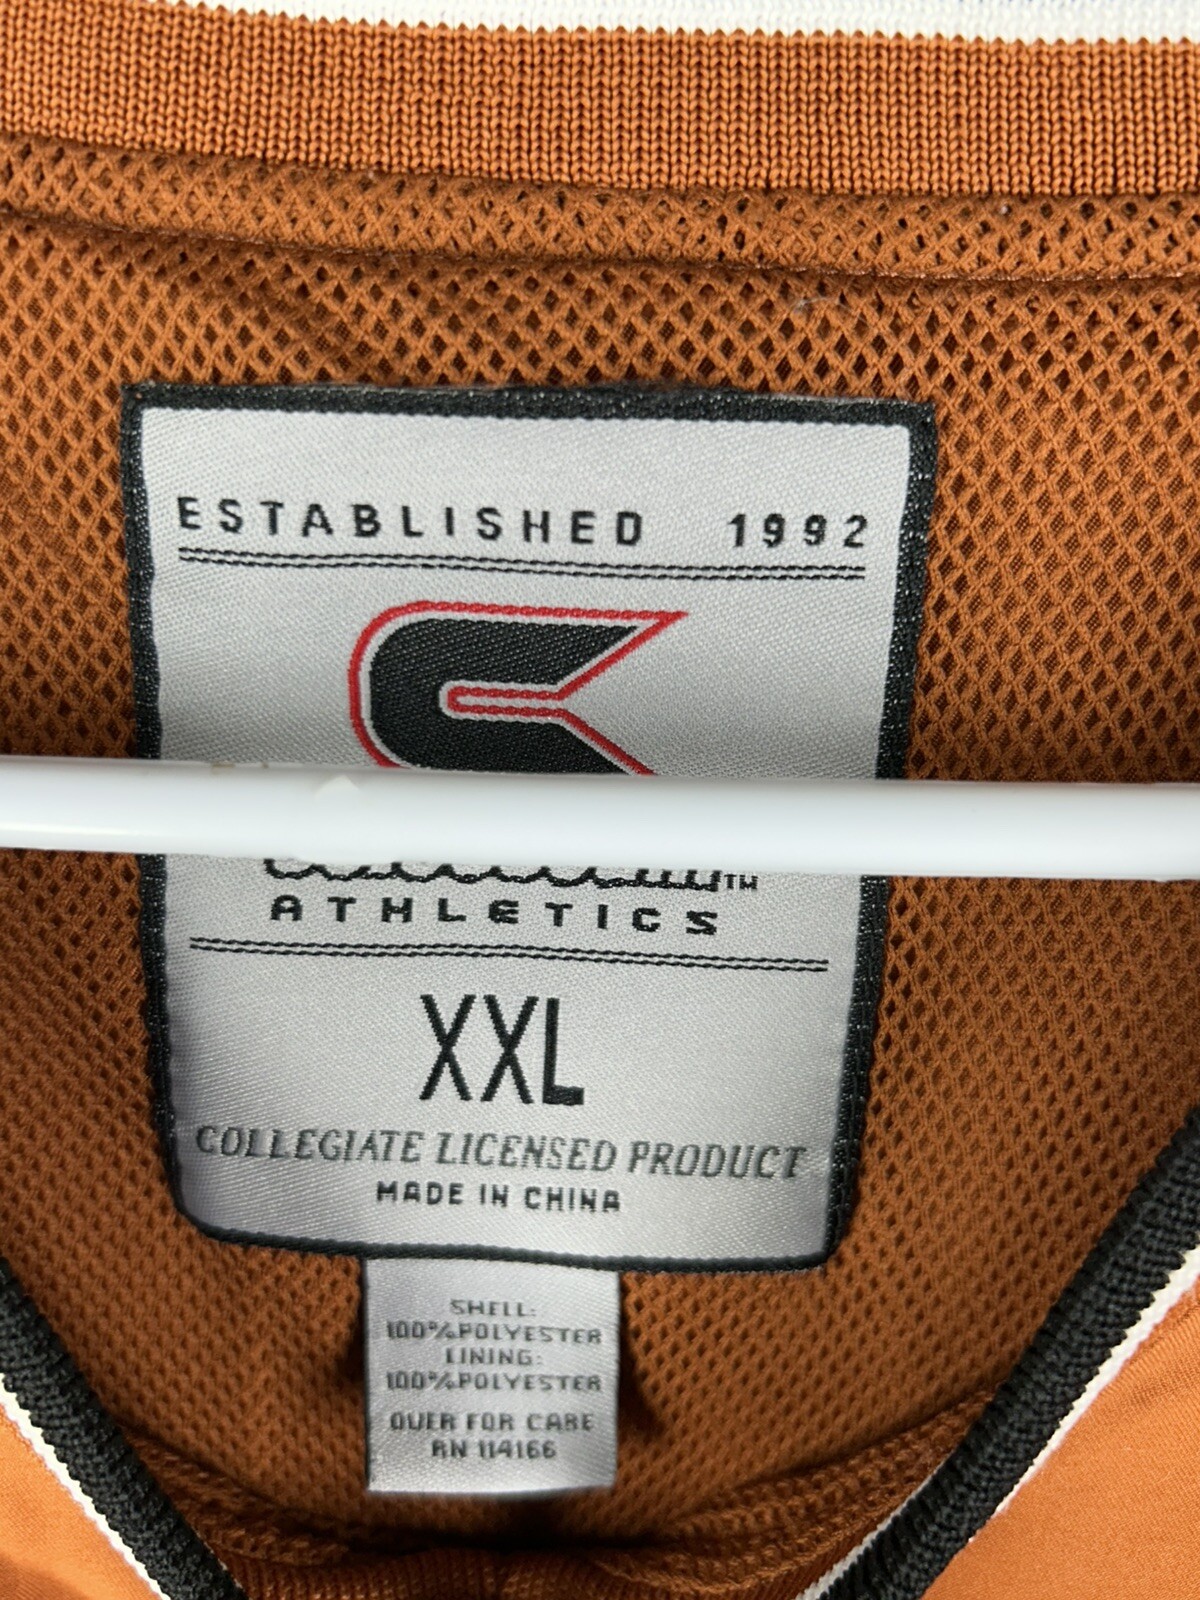 ESTABLISHED 1992
TM
ATHLETICS
XXL
COLLEGIATE LICENSED PRODUCT
MADE IN CHINA
SHELL:
100%POLYESTER
LINING:
100%POLYESTER
OVER FOR CARE
RN 114166